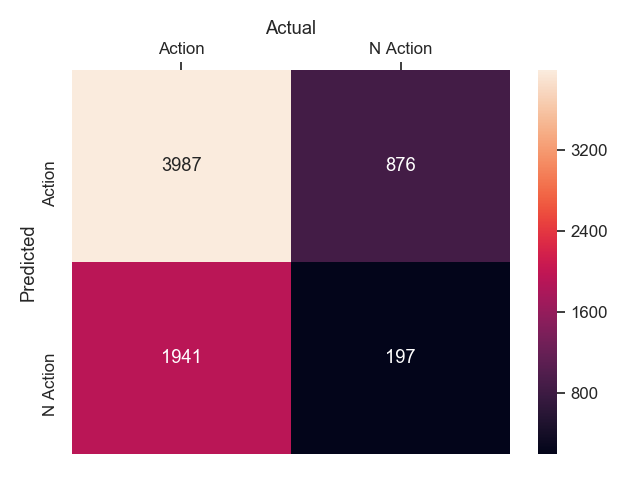 Actual
Action N Action
Predicted
Action
3987 876
N Action
1941 197
3200
2400
1600
800